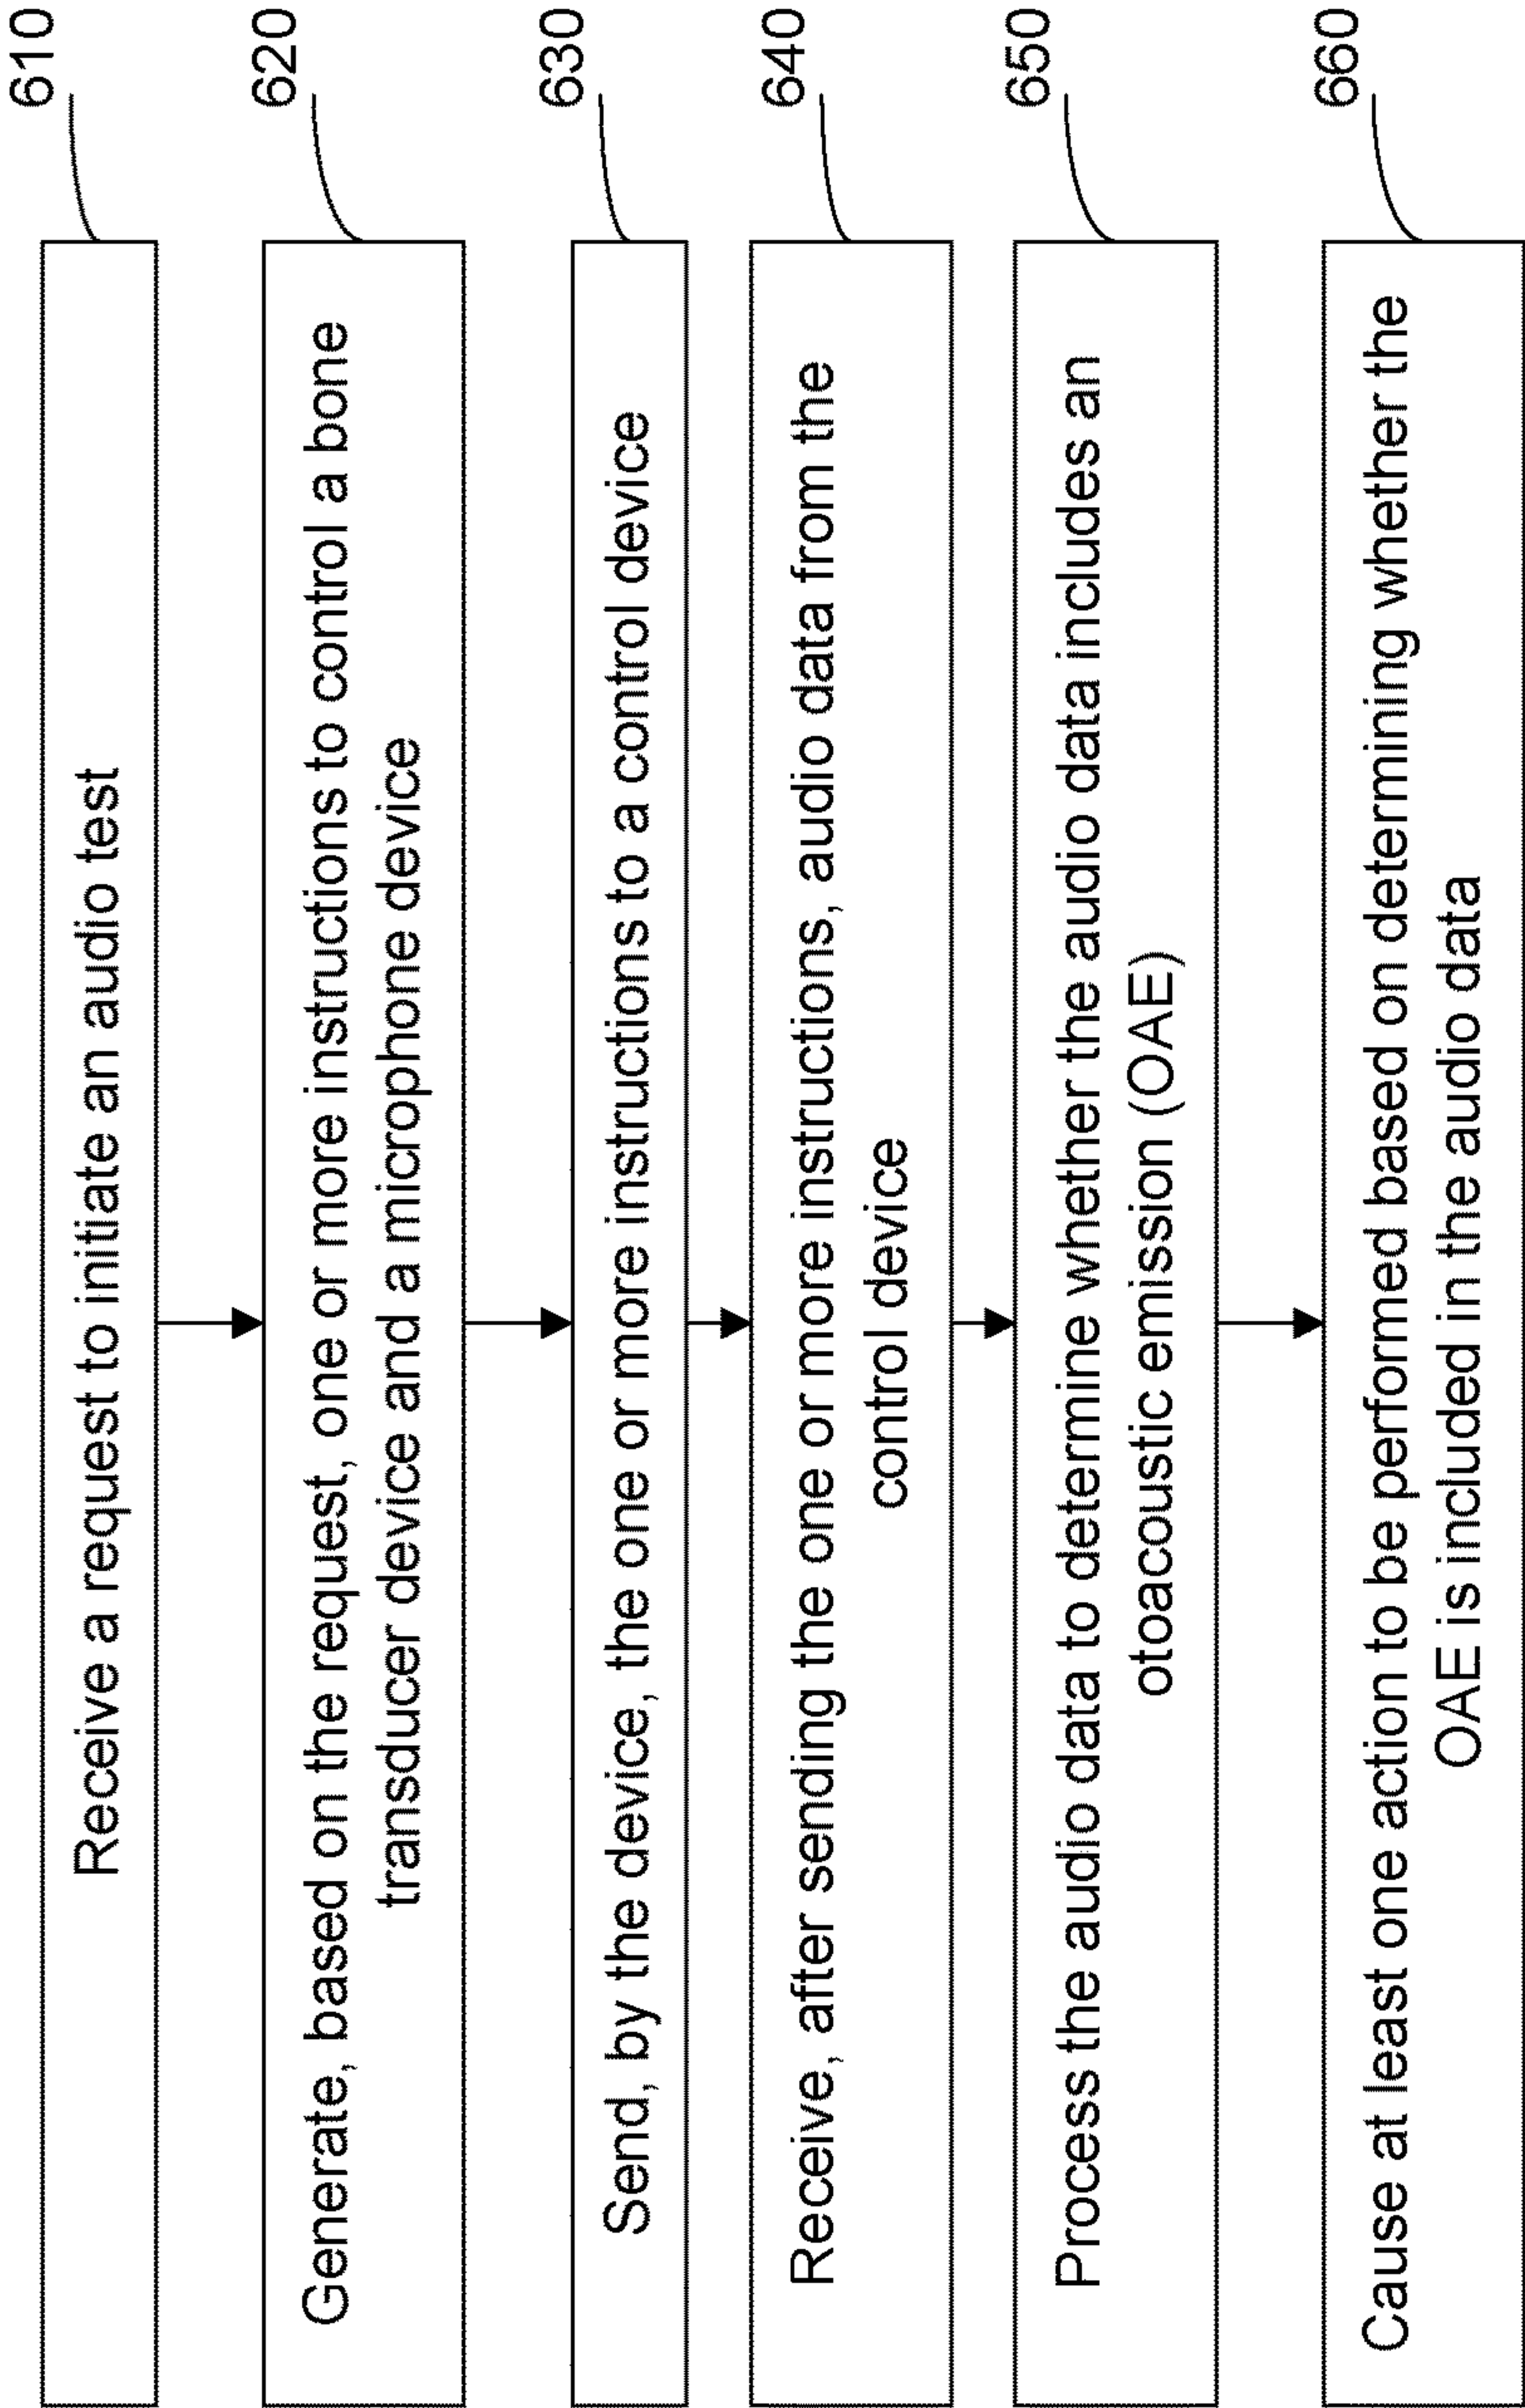 610
Receive a request to initiate an audio test
620
Generate, based on the request, one or more instructions to control a bone
transducer device and a microphone device
630
Send, by the device, the one or more instructions to a control device
640
Receive, after sending the one or more instructions, audio data from the
control device
650
Process the audio data to determine whether the audio data includes an
otoacoustic emission (OAE)
660
Cause at least one action to be performed based on determining whether the
OAE is included in the audio data